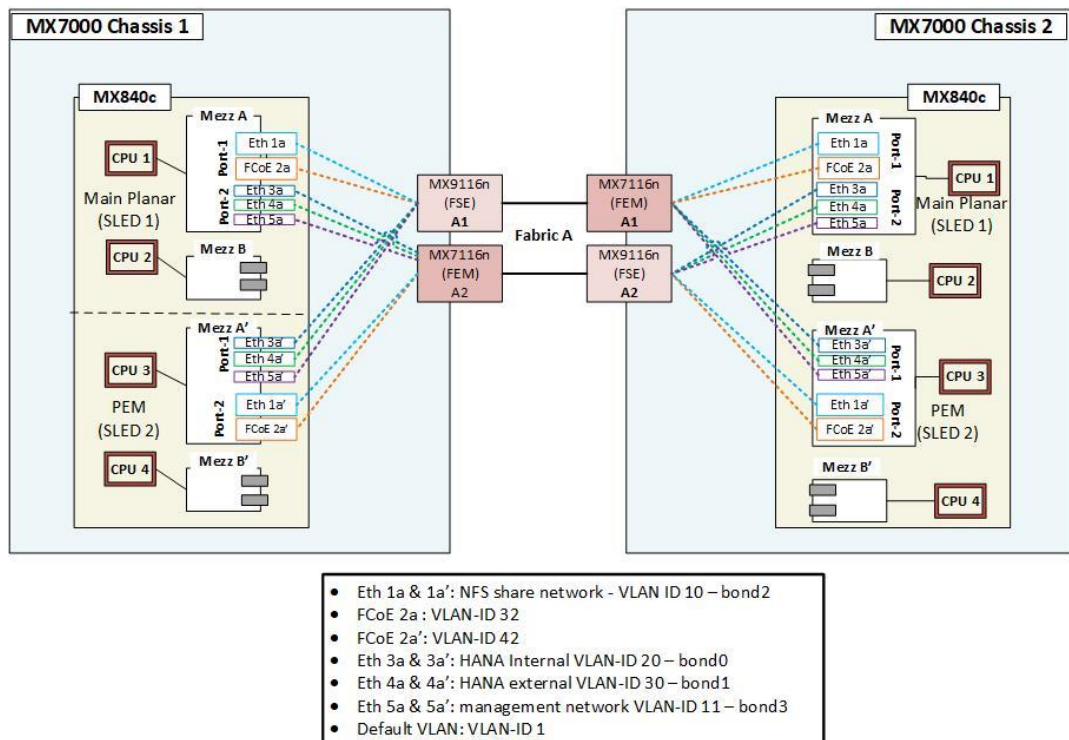 MX7000 Chassis 1
MX7000 Chassis 2
MX840c
Mezz A
CPU 1
Port-1
Eth 1a
FCoE 2a
Main Planar
(SLED 1)
Port-2
Eth 3a
Eth 4a
Eth 5a
CPU 2
Mezz B
Mezz A’
CPU 3
Port-1
Eth 3a’
Eth 4a’
Eth 5a’
PEM
(SLED 2)
Port-2
Eth 1a’
FCoE 2a’
CPU 4
Mezz B’
MX9116n
(FSE)
A1
MX7116n
(FEM)
A2
Fabric A
MX7116n
(FEM)
A1
MX9116n
(FSE)
A2
MX840c
Mezz A
Eth 1a
FCoE 2a
Port-1
Eth 3a
Eth 4a
Eth 5a
Port-2
CPU 1
Main Planar
(SLED 1)
Mezz B
CPU 2
Mezz A’
Eth 3a’
Eth 4a’
Eth 5a’
Port-1
Eth 1a’
FCoE 2a’
Port-2
CPU 3
PEM
(SLED 2)
Mezz B’
CPU 4
• Eth 1a & 1a’: NFS share network - VLAN ID 10 – bond2
• FCoE 2a : VLAN-ID 32
• FCoE 2a’: VLAN-ID 42
• Eth 3a & 3a’: HANA Internal VLAN-ID 20 – bond0
• Eth 4a & 4a’: HANA external VLAN-ID 30 – bond1
• Eth 5a & 5a’: management network VLAN-ID 11 – bond3
• Default VLAN: VLAN-ID 1